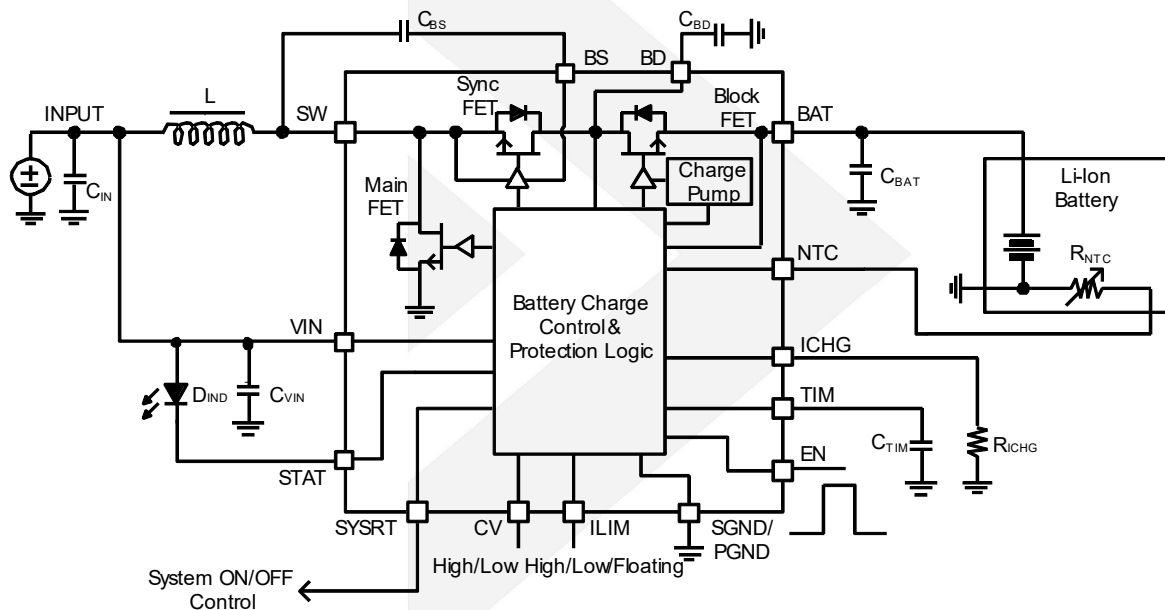 CBS
CBD
BS
BD
INPUT
L
SW
Sync
FET
Block
FET
BAT
CIN
Main
FET
Charge
Pump
CBAT
Li-Ion
Battery
RNTC
NTC
Battery Charge
Control&
Protection Logic
VIN
ICHG
DIND
CVIN
TIM
CTIM
RICHG
STAT
EN
SYSRT
CV
ILIM
SGND/
PGND
High/Low High/Low/Floating
System ON/OFF
Control